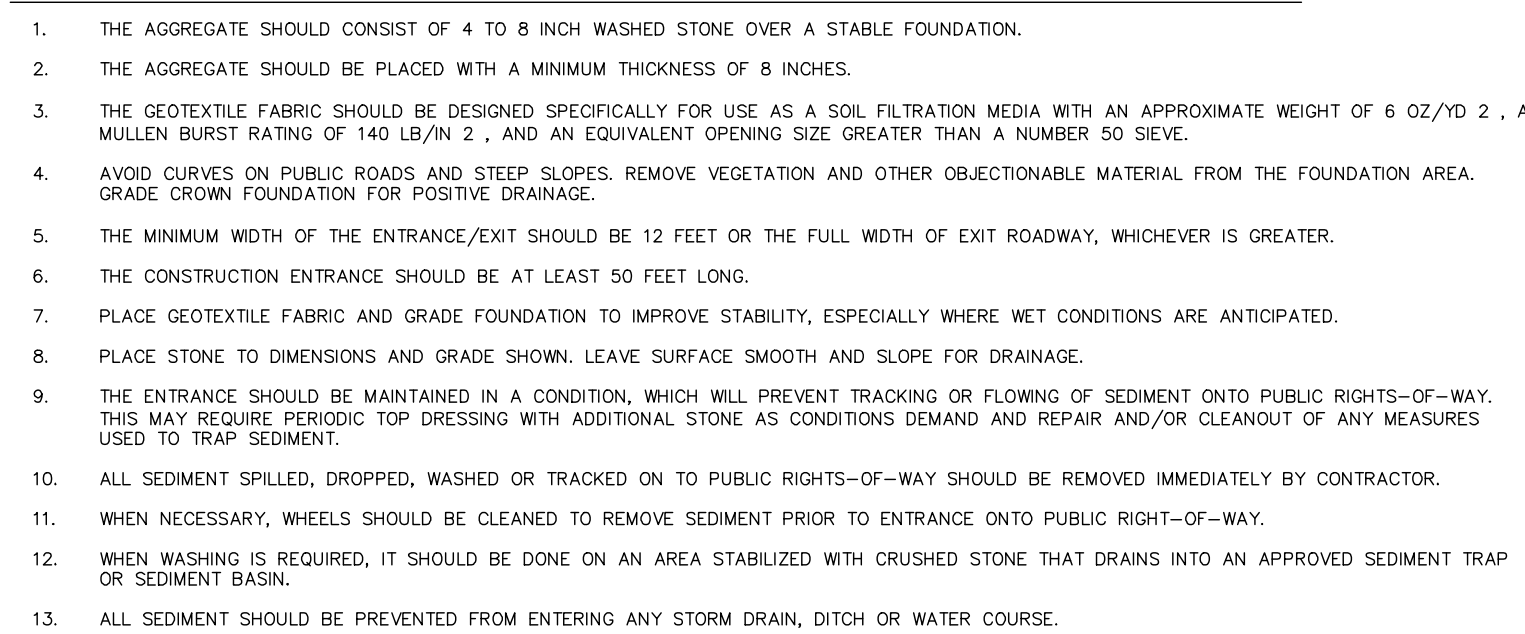 1. THE AGGREGATE SHOULD CONSIST OF 4 TO 8 INCH WASHED STONE OVER A STABLE FOUNDATION.
2. THE AGGREGATE SHOULD BE PLACED WITH A MINIMUM THICKNESS OF 8 INCHES.
3. THE GEOTEXTILE FABRIC SHOULD BE DESIGNED SPECIFICALLY FOR USE AS A SOIL FILTRATION MEDIA WITH AN APPROXIMATE WEIGHT OF 6 OZ/YD 2 , A
MULLEN BURST RATING OF 140 LB/IN 2 , AND AN EQUIVALENT OPENING SIZE GREATER THAN A NUMBER 50 SIEVE.
4. AVOID CURVES ON PUBLIC ROADS AND STEEP SLOPES. REMOVE VEGETATION AND OTHER OBJECTIONABLE MATERIAL FROM THE FOUNDATION AREA.
GRADE CROWN FOUNDATION FOR POSITIVE DRAINAGE.
5. THE MINIMUM WIDTH OF THE ENTRANCE/EXIT SHOULD BE 12 FEET OR THE FULL WIDTH OF EXIT ROADWAY, WHICHEVER IS GREATER.
6. THE CONSTRUCTION ENTRANCE SHOULD BE AT LEAST 50 FEET LONG.
7. PLACE GEOTEXTILE FABRIC AND GRADE FOUNDATION TO IMPROVE STABILITY, ESPECIALLY WHERE WET CONDITIONS ARE ANTICIPATED.
8. PLACE STONE TO DIMENSIONS AND GRADE SHOWN. LEAVE SURFACE SMOOTH AND SLOPE FOR DRAINAGE.
9. THE ENTRANCE SHOULD BE MAINTAINED IN A CONDITION, WHICH WILL PREVENT TRACKING OR FLOWING OF SEDIMENT ONTO PUBLIC RIGHTS-OF-WAY.
THIS MAY REQUIRE PERIODIC TOP DRESSING WITH ADDITIONAL STONE AS CONDITIONS DEMAND AND REPAIR AND/OR CLEANOUT OF ANY MEASURES
USED TO TRAP SEDIMENT.
10. ALL SEDIMENT SPILLED, DROPPED, WASHED OR TRACKED ON TO PUBLIC RIGHTS-OF-WAY SHOULD BE REMOVED IMMEDIATELY BY CONTRACTOR.
11. WHEN NECESSARY, WHEELS SHOULD BE CLEANED TO REMOVE SEDIMENT PRIOR TO ENTRANCE ONTO PUBLIC RIGHT-OF-WAY.
12. WHEN WASHING IS REQUIRED, IT SHOULD BE DONE ON AN AREA STABILIZED WITH CRUSHED STONE THAT DRAINS INTO AN APPROVED SEDIMENT TRAP
OR SEDIMENT BASIN.
13. ALL SEDIMENT SHOULD BE PREVENTED FROM ENTERING ANY STORM DRAIN, DITCH OR WATER COURSE.